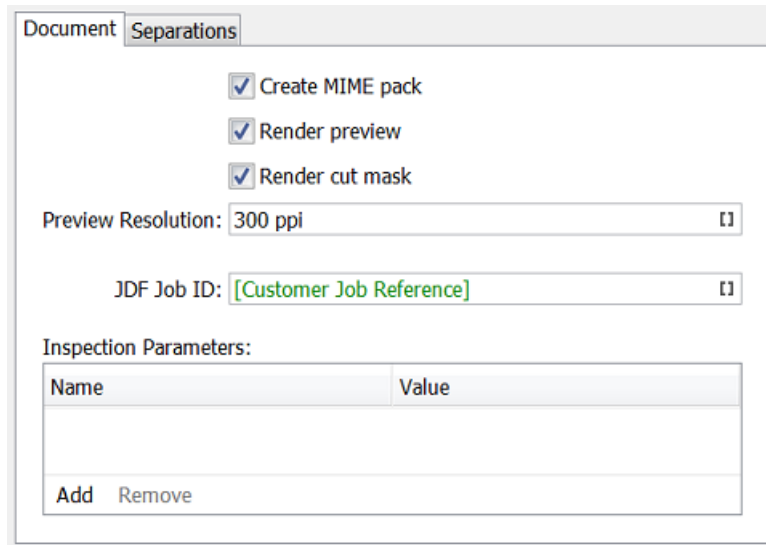 Document Separations
Create MIME pack
Render preview
Render cut mask
Preview Resolution: 300 ppi []
JDF Job ID: [Customer Job Reference] []
Inspection Parameters:
Name Value
Add Remove